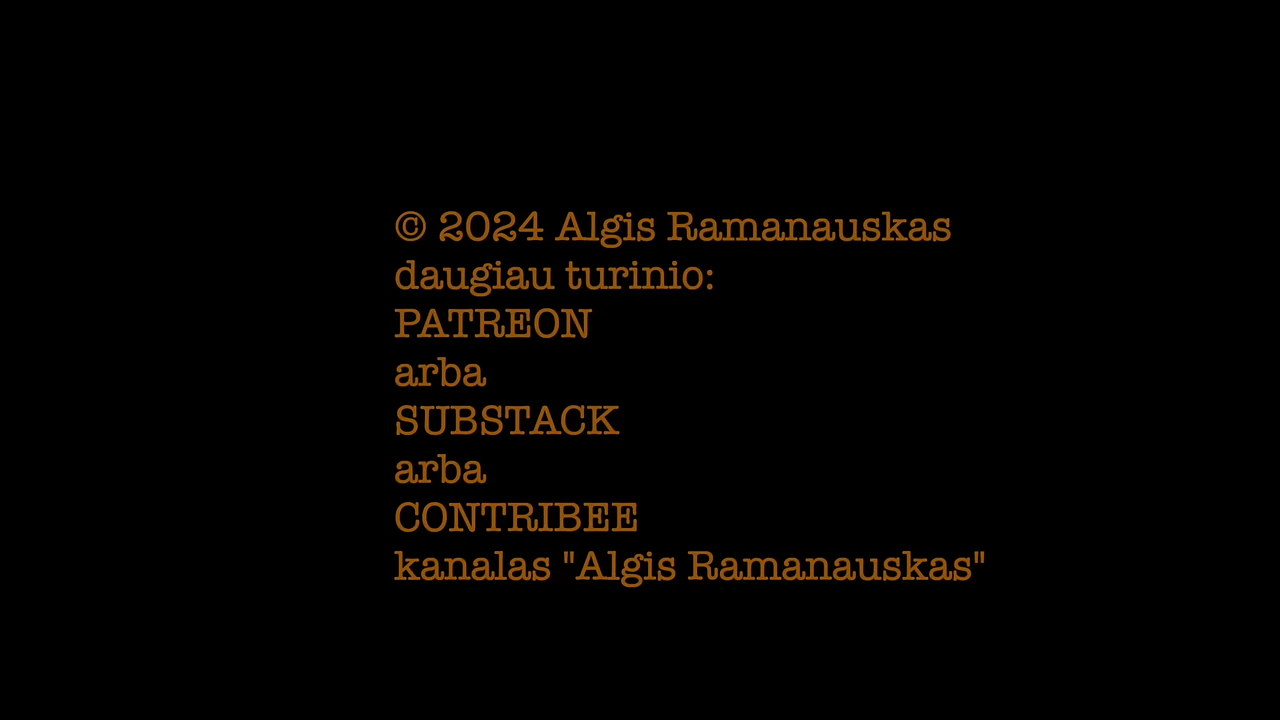 © 2024 Algis Ramanauskas
daugiau turinio:
PATREON
arba
SUBSTACK
arba
CONTRIBEE
kanalas "Algis Ramanauskas"